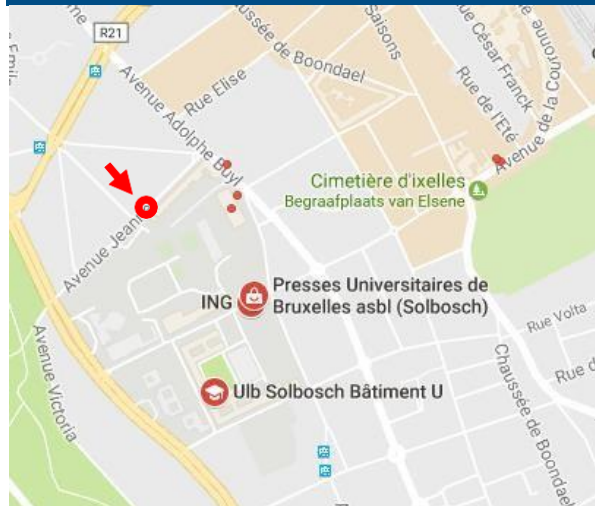 R21
Chaussée de Boondael
Saisons
Rue César Franck
Rue de l'Eté
Avenue de la Couronne
Rue Elise
Avenue Adolphe Buyl
Cimetière d'ixelles
Begraafplaats van Elsene
Avenue Jeanne
Presses Universitaires de
ING
Bruxelles asbl (Solbosch)
Rue Volta
Avenue Victoria
Ulb Solbosch Bâtiment U
Rue d
Chaussée de Boondael